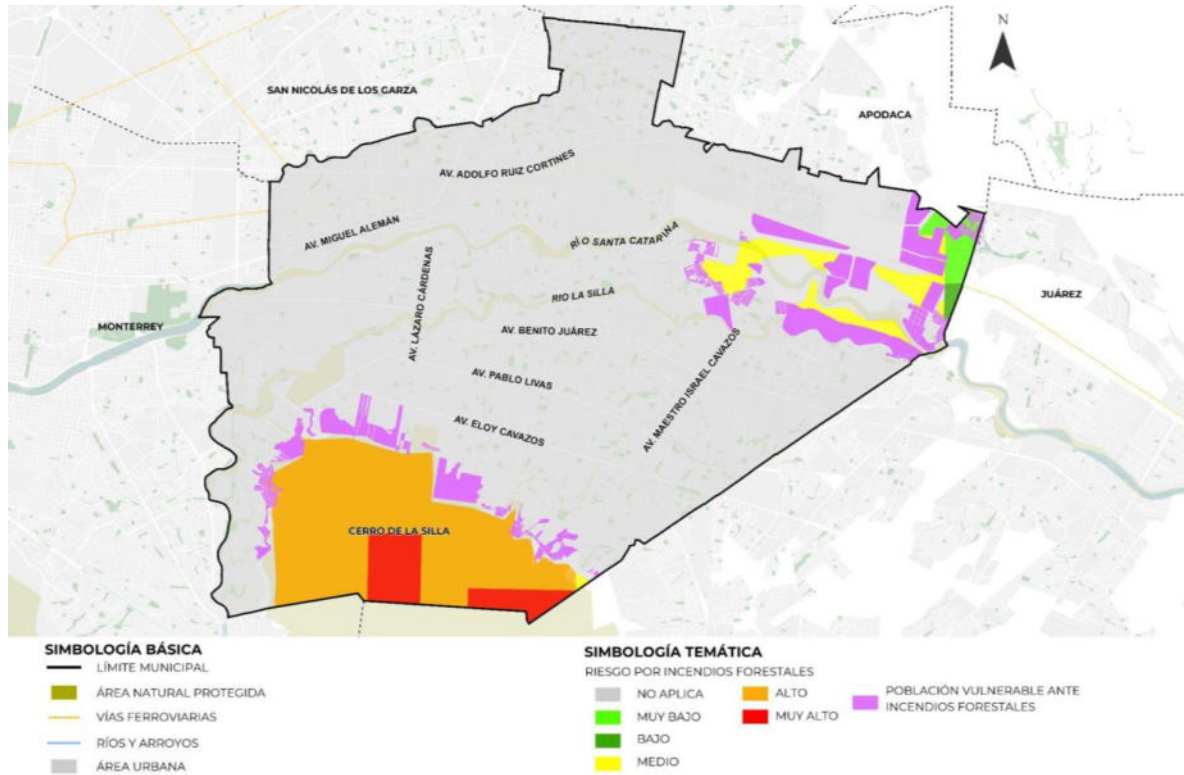 N
SAN NICOLÁS DE LOS GARZA
APODACA
AV. ADOLFO RUIZ CORTINES
AV. MIGUEL ALEMÁN
RÍO SANTA CATARINA
AV. LÁZARO CÁRDENAS
RIO LA SILLA
JUÁREZ
MONTERREY
AV. BENITO JUÁREZ
AV. PABLO LIVAS
AV. MAESTRO ISRAEL CAVAZOS
AV. ELOY CAVAZOS
CERRO DE LA SILLA
SIMBOLOGÍA BÁSICA
LÍMITE MUNICIPAL
ÁREA NATURAL PROTEGIDA
VÍAS FERROVIARIAS
RÍOS Y ARROYOS
ÁREA URBANA
SIMBOLOGÍA TEMÁTICA
RIESGO POR INCENDIOS FORESTALES
NO APLICA
MUY BAJO
BAJO
MEDIO
ALTO
MUY ALTO
POBLACIÓN VULNERABLE ANTE
INCENDIOS FORESTALES